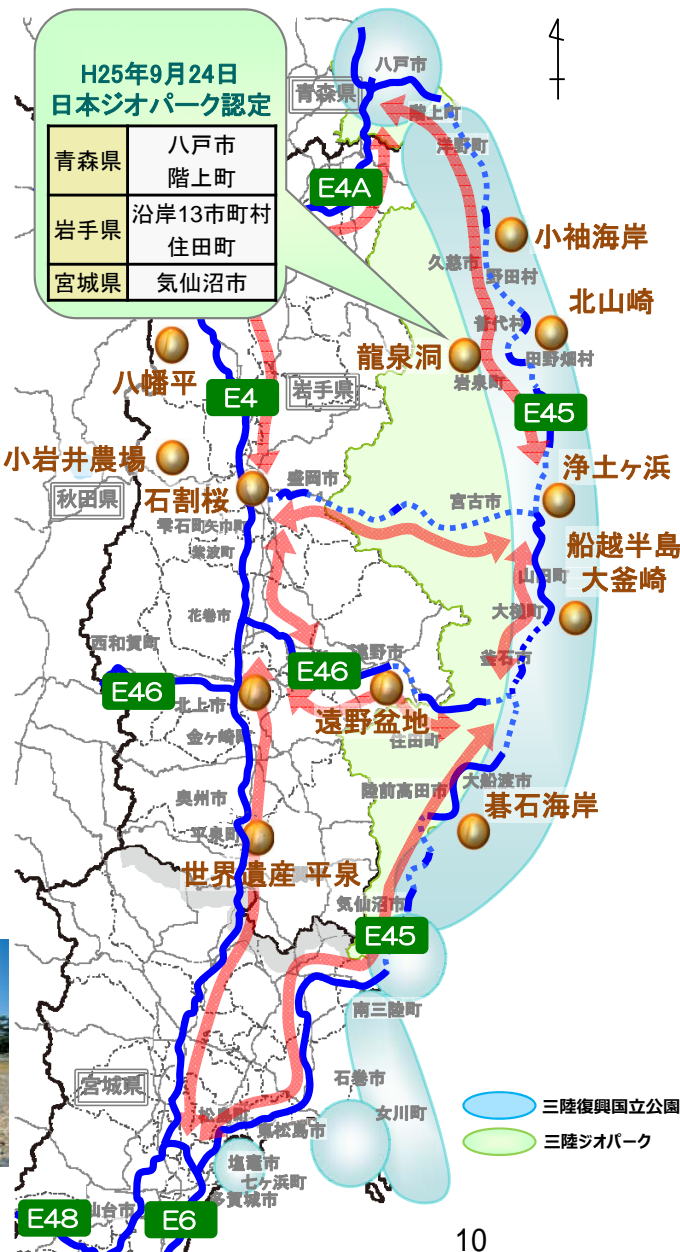 H25年9月24日
日本ジオパーク認定
青森県
八戸市
階上町
岩手県
沿岸13市町村
住田町
宮城県
気仙沼市
八戸市
青森県
階上町
洋野町
E4A
小袖海岸
久慈市
野田村
北山崎
普代村
田野畑村
龍泉洞
岩泉町
八幡平
E4
岩手県
E45
小岩井農場
秋田県
石割桜
盛岡市
宮古市
浄土ヶ浜
雫石町
矢巾町
紫波町
船越半島
大釜崎
山田町
大槌町
花巻市
西和賀町
遠野市
釜石市
E46
E46
北上市
遠野盆地
住田町
金ヶ崎町
奥州市
陸前高田市
大船渡市
碁石海岸
平泉町
世界遺産 平泉
気仙沼市
E45
南三陸町
宮城県
石巻市
女川町
三陸復興国立公園
松島町
東松島市
三陸ジオパーク
塩竈市
七ヶ浜町
多賀城市
仙台市
E48
E6
10